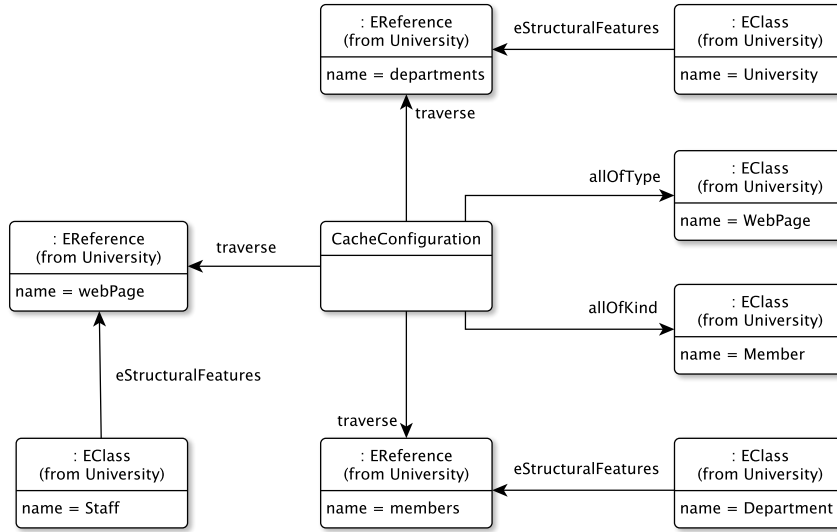 : EReference
(from University)
name = departments
eStructuralFeatures
: EClass
(from University)
name = University
traverse
allOfType
: EClass
(from University)
name = WebPage
: EReference
(from University)
name = webPage
traverse
CacheConfiguration
allOfKind
: EClass
(from University)
name = Member
eStructuralFeatures
traverse
: EClass
(from University)
name = Staff
: EReference
(from University)
name = members
eStructuralFeatures
: EClass
(from University)
name = Department